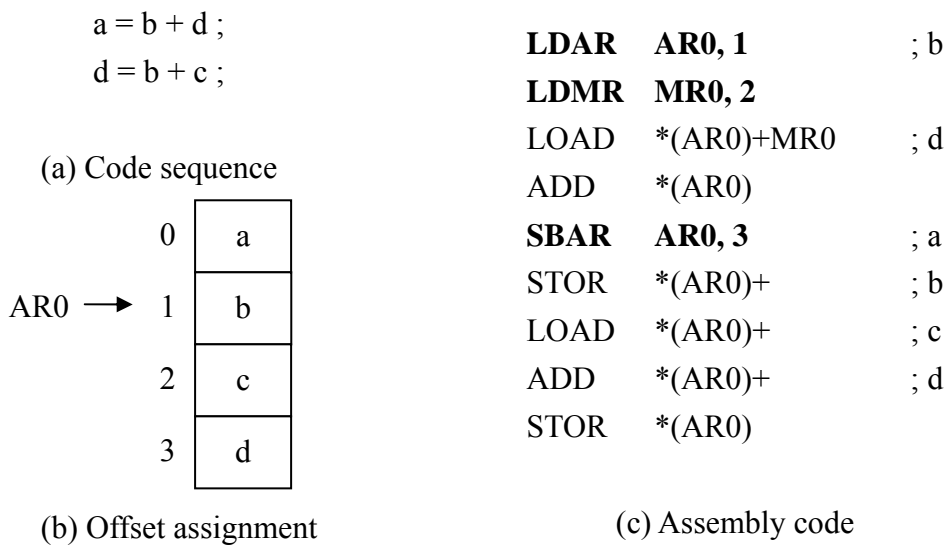 a = b + d ;
d = b + c ;
(a) Code sequence
0 a
AR0 1 b
2 c
3 d
(b) Offset assignment
LDAR AR0, 1 ; b
LDMR MR0, 2
LOAD *(AR0)+MR0 ; d
ADD *(AR0)
SBAR AR0, 3 ; a
STOR *(AR0)+ ; b
LOAD *(AR0)+ ; c
ADD *(AR0)+ ; d
STOR *(AR0)
(c) Assembly code